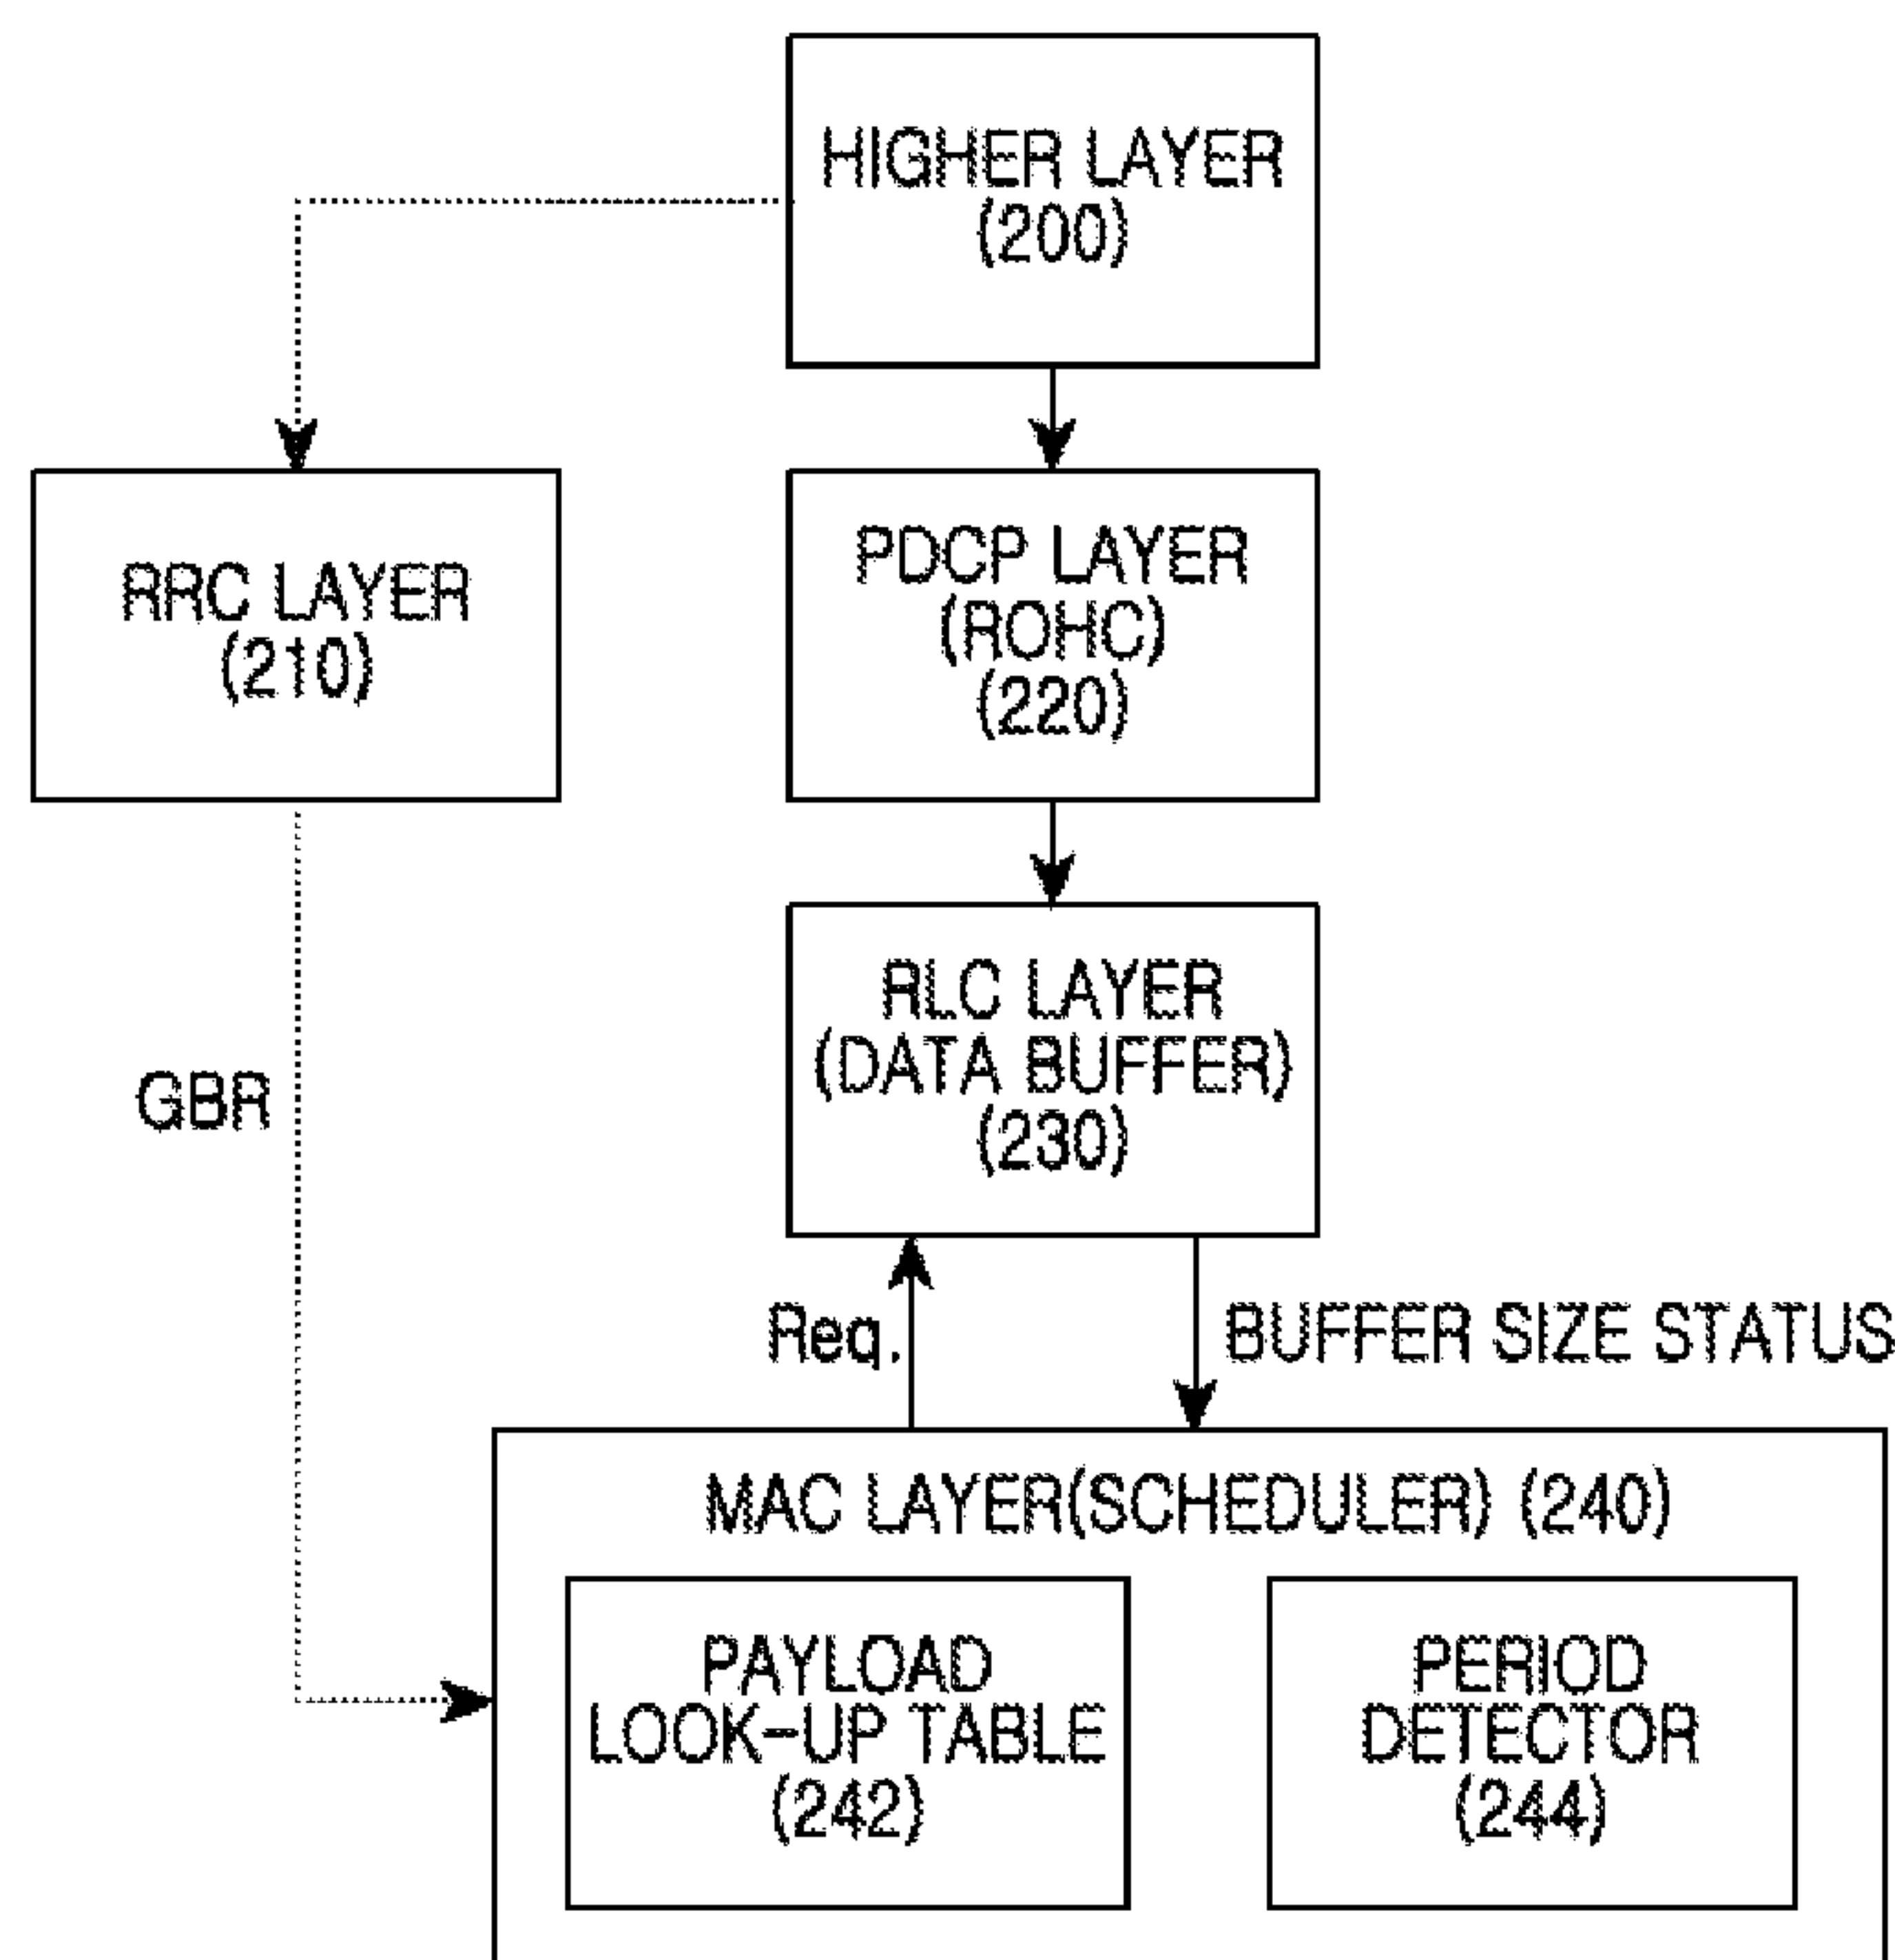 HIGHER LAYER
(200)
RRC LAYER
(210)
PDCP LAYER
(ROHC)
(220)
RLC LAYER
(DATA BUFFER)
(230)
GBR
Req.
BUFFER SIZE STATUS
MAC LAYER(SCHEDULER) (240)
PAYLOAD
LOOK-UP TABLE
(242)
PERIOD
DETECTOR
(244)